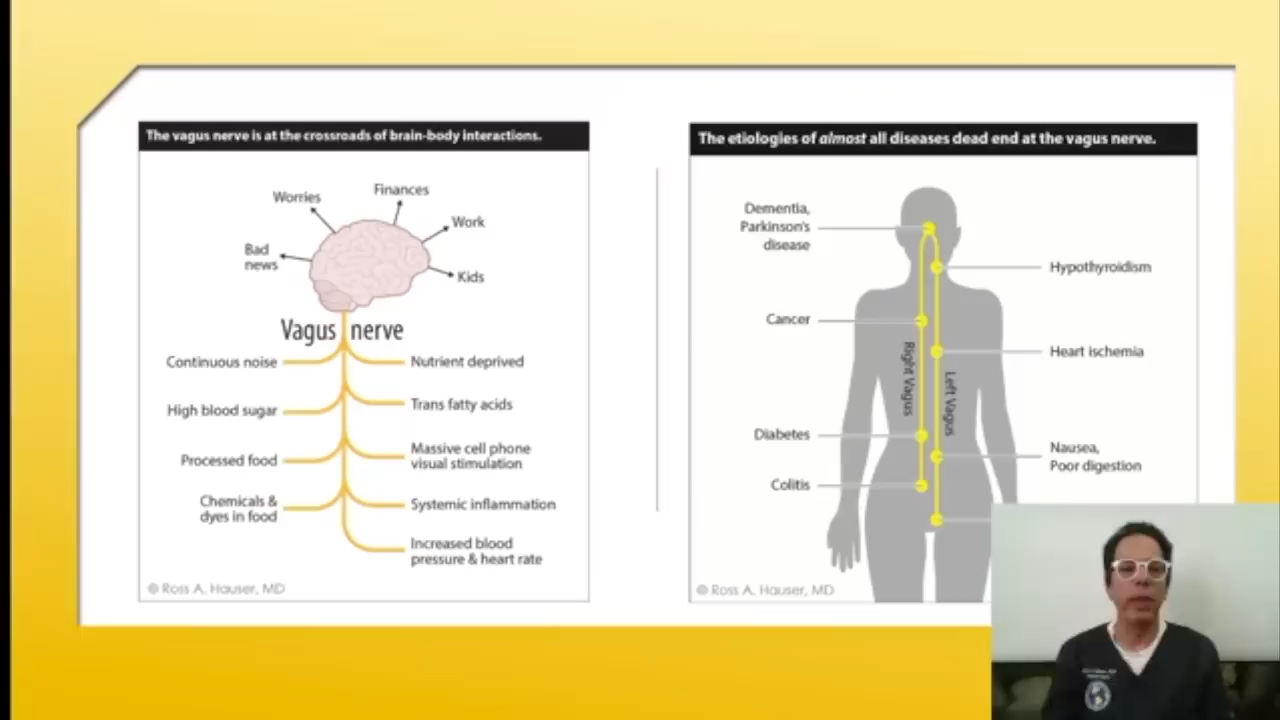 The vagus nerve is at the crossroads of brain-body interactions.
Worries
Finances
Work
Bad
news
Kids
Vagus nerve
Continuous noise
Nutrient deprived
High blood sugar
Trans fatty acids
Processed food
Massive cell phone
visual stimulation
Chemicals &
dyes in food
Systemic inflammation
Increased blood
pressure & heart rate
© Ross A. Hauser, MD
The etiologies of almost all diseases dead end at the vagus nerve.
Dementia,
Parkinson's
disease
Hypothyroidism
Cancer
Heart ischemia
Right Vagus
Left Vagus
Diabetes
Nausea,
Poor digestion
Colitis
© Ross A. Hauser, MD